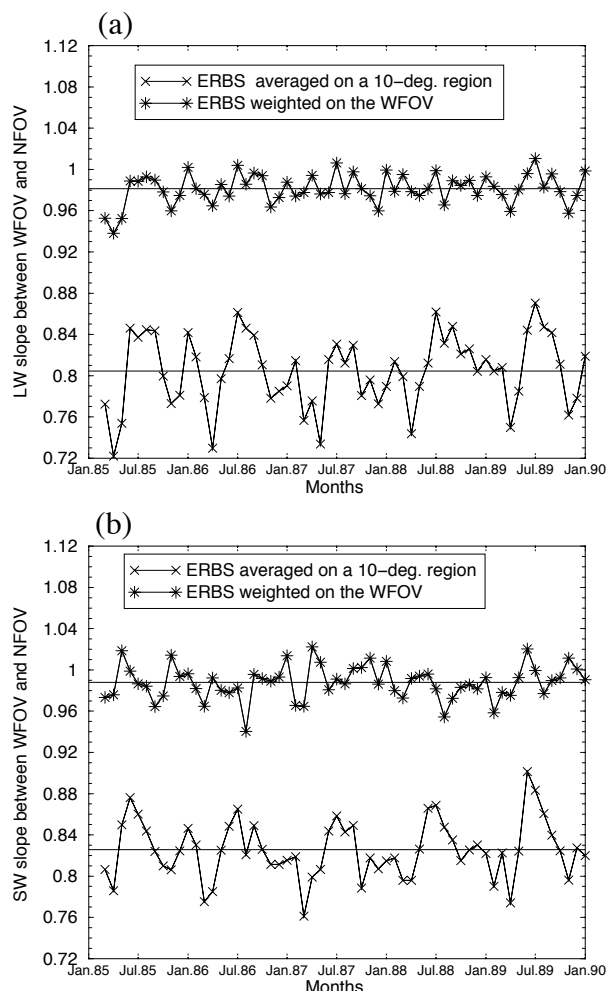 (a)
1.12
1.08
1.04
1
0.96
0.92
0.88
0.84
0.8
0.76
0.72
LW slope between WFOV and NFOV
ERBS averaged on a 10-deg. region
ERBS weighted on the WFOV
Jan.85 Jul.85 Jan.86 Jul.86 Jan.87 Jul.87 Jan.88 Jul.88 Jan.89 Jul.89 Jan.90
Months
(b)
1.12
1.08
1.04
1
0.96
0.92
0.88
0.84
0.8
0.76
0.72
SW slope between WFOV and NFOV
ERBS averaged on a 10-deg. region
ERBS weighted on the WFOV
Jan.85 Jul.85 Jan.86 Jul.86 Jan.87 Jul.87 Jan.88 Jul.88 Jan.89 Jul.89 Jan.90
Months